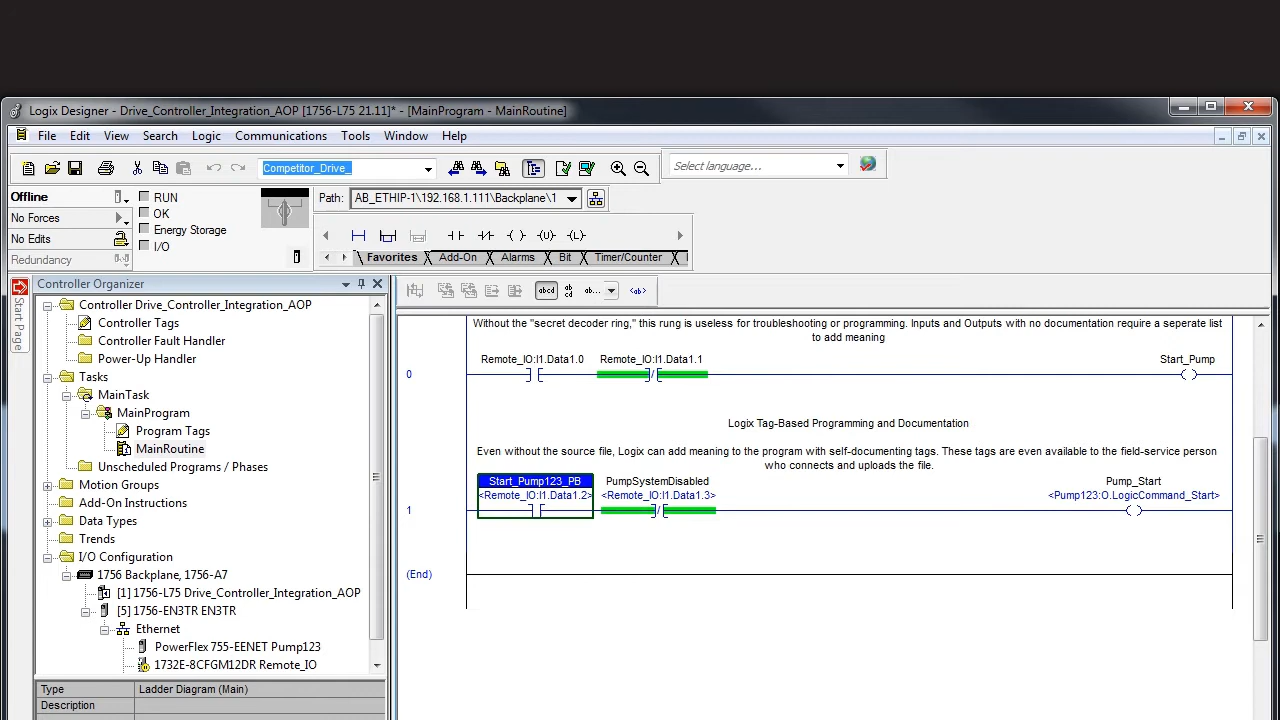 Logix Designer - Drive_Controller_Integration_AOP [1756-L75 21.11]* - [MainProgram - MainRoutine]
File Edit View Search Logic Communications Tools Window Help
Competitor_Drive_
Select language...
Offline
RUN
No Forces
OK
Energy Storage
No Edits
I/O
Redundancy
Path: AB_ETHIP-1\192.168.1.111\Backplane\1
Favorites Add-On Alarms Bit Timer/Counter
Start Page
Controller Organizer
Controller Drive_Controller_Integration_AOP
Controller Tags
Controller Fault Handler
Power-Up Handler
Tasks
MainTask
MainProgram
Program Tags
MainRoutine
Unscheduled Programs / Phases
Motion Groups
Add-On Instructions
Data Types
Trends
I/O Configuration
1756 Backplane, 1756-A7
[1] 1756-L75 Drive_Controller_Integration_AOP
[5] 1756-EN3TR EN3TR
Ethernet
PowerFlex 755-EENET Pump123
1732E-8CFGM12DR Remote_IO
Type Ladder Diagram (Main)
Description
abcd ab cd ab... <ab>
Without the "secret decoder ring," this rung is useless for troubleshooting or programming. Inputs and Outputs with no documentation require a seperate list
to add meaning
Remote_IO:I1.Data1.0 Remote_IO:I1.Data1.1 Start_Pump
0
Logix Tag-Based Programming and Documentation
Even without the source file, Logix can add meaning to the program with self-documenting tags. These tags are even available to the field-service person
who connects and uploads the file.
Start_Pump123_PB PumpSystemDisabled Pump_Start
<Remote_IO:I1.Data1.2> <Remote_IO:I1.Data1.3> <Pump123:O.LogicCommand_Start>
1
(End)